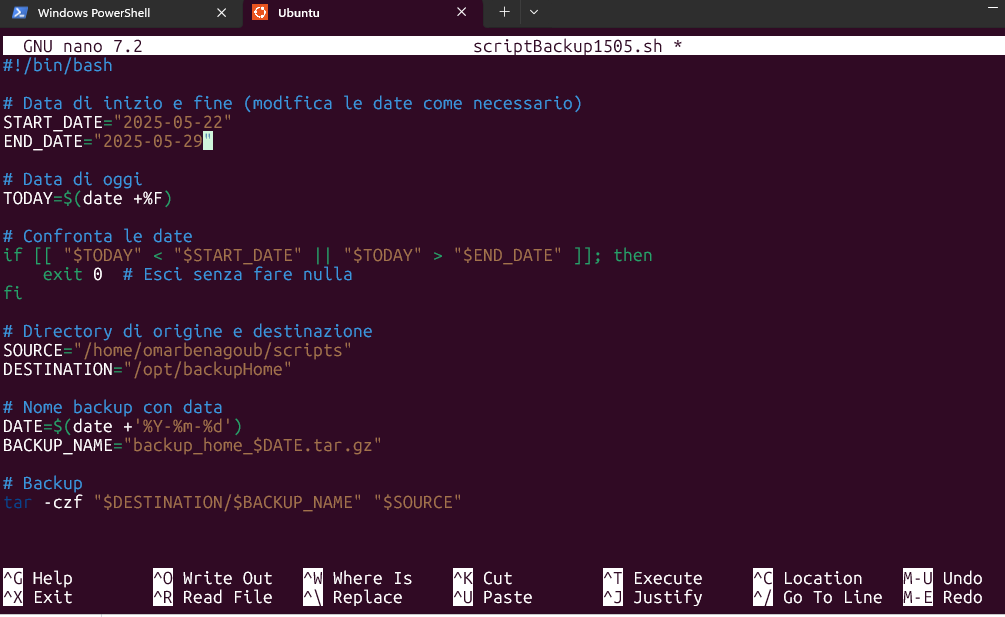 Windows PowerShell
Ubuntu
GNU nano 7.2 scriptBackup1505.sh *
#!/bin/bash
# Data di inizio e fine (modifica le date come necessario)
START_DATE="2025-05-22"
END_DATE="2025-05-29"
# Data di oggi
TODAY=$(date +%F)
# Confronta le date
if [[ "$TODAY" < "$START_DATE" || "$TODAY" > "$END_DATE" ]]; then
    exit 0  # Esci senza fare nulla
fi
# Directory di origine e destinazione
SOURCE="/home/omarbenagoub/scripts"
DESTINATION="/opt/backupHome"
# Nome backup con data
DATE=$(date +'%Y-%m-%d')
BACKUP_NAME="backup_home_$DATE.tar.gz"
# Backup
tar -czf "$DESTINATION/$BACKUP_NAME" "$SOURCE"
^G Help ^O Write Out ^W Where Is ^K Cut ^T Execute ^C Location M-U Undo
^X Exit ^R Read File ^\ Replace ^U Paste ^J Justify ^/ Go To Line M-E Redo